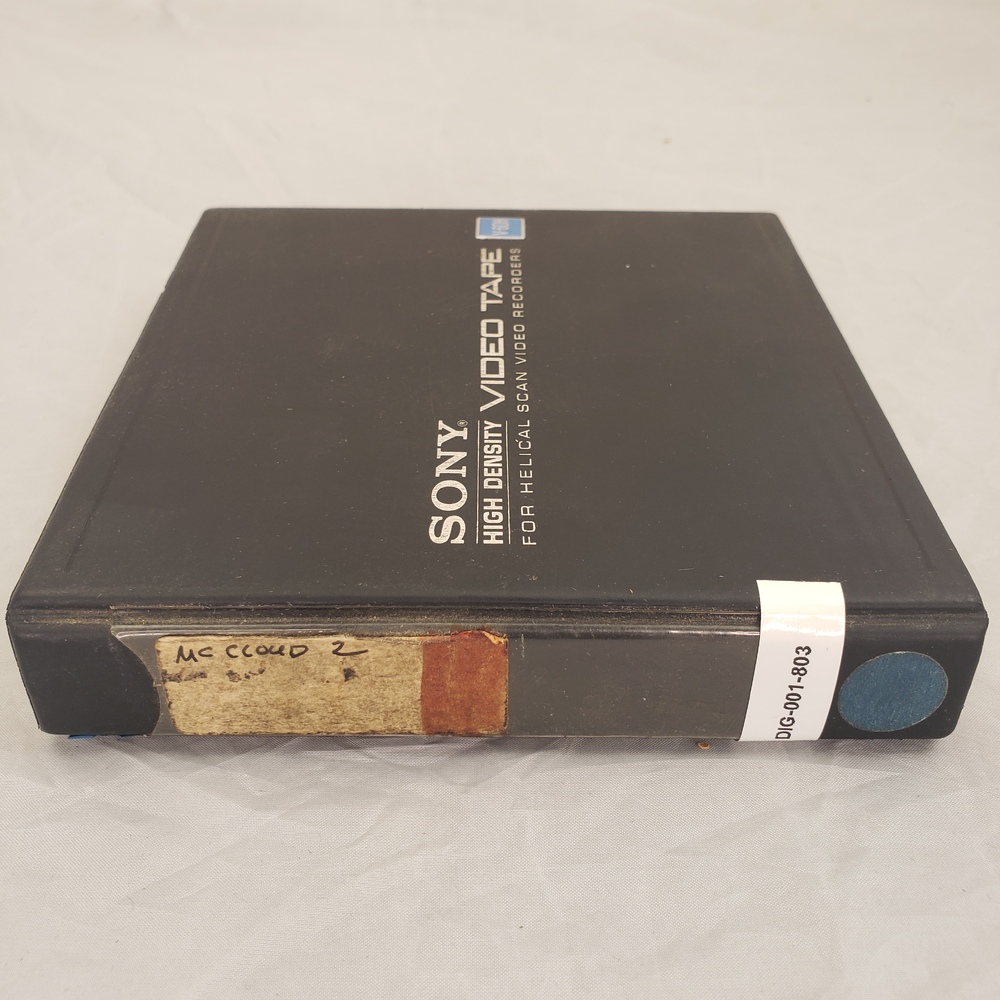 SONY®
HIGH DENSITY VIDEO TAPE
FOR HELICAL SCAN VIDEO RECORDERS
MC CLOUD 2
DIG-001-803